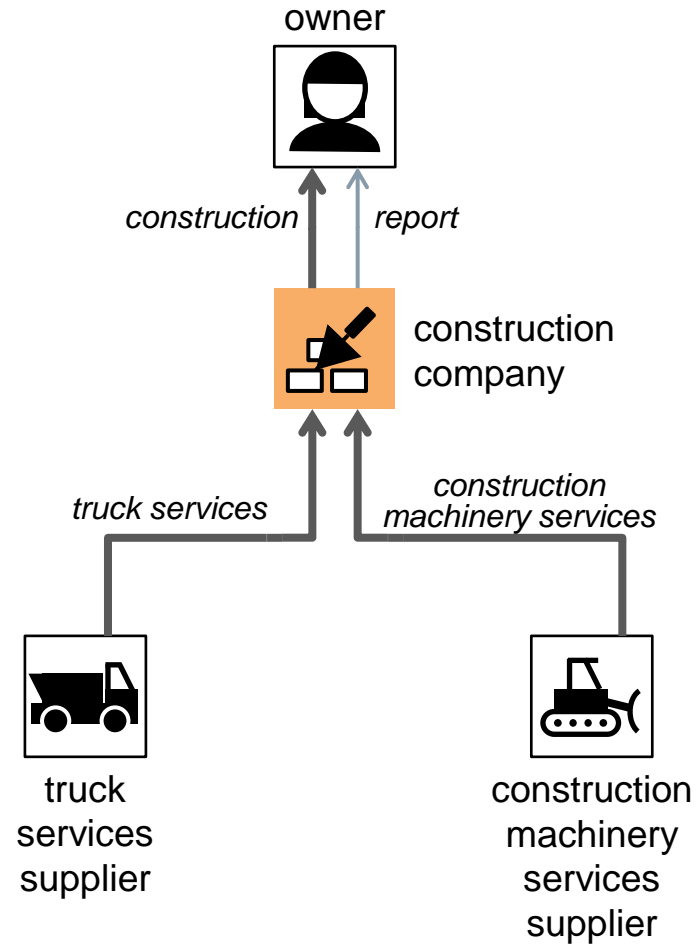 owner
construction
report
construction
company
truck services
construction
machinery services
truck
services
supplier
construction
machinery
services
supplier